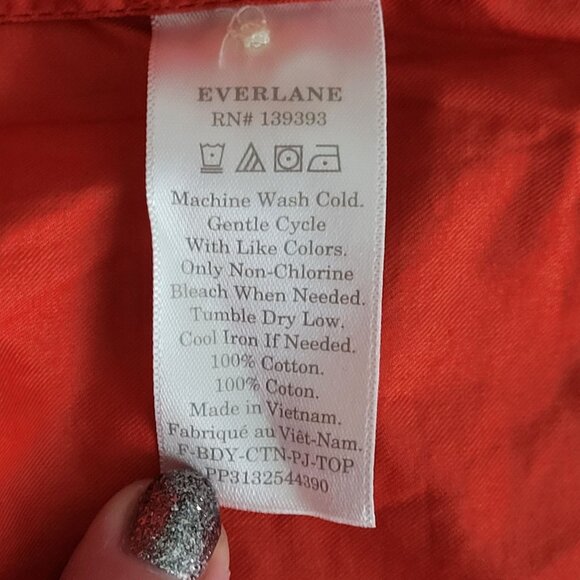 EVERLANE
RN# 139393
Machine Wash Cold.
Gentle Cycle
With Like Colors.
Only Non-Chlorine
Bleach When Needed.
Tumble Dry Low.
Cool Iron If Needed.
100% Cotton.
100% Coton.
Made in Vietnam.
Fabriqué au Viêt-Nam.
F-BDY-CTN-PJ-TOP
PP3132544390